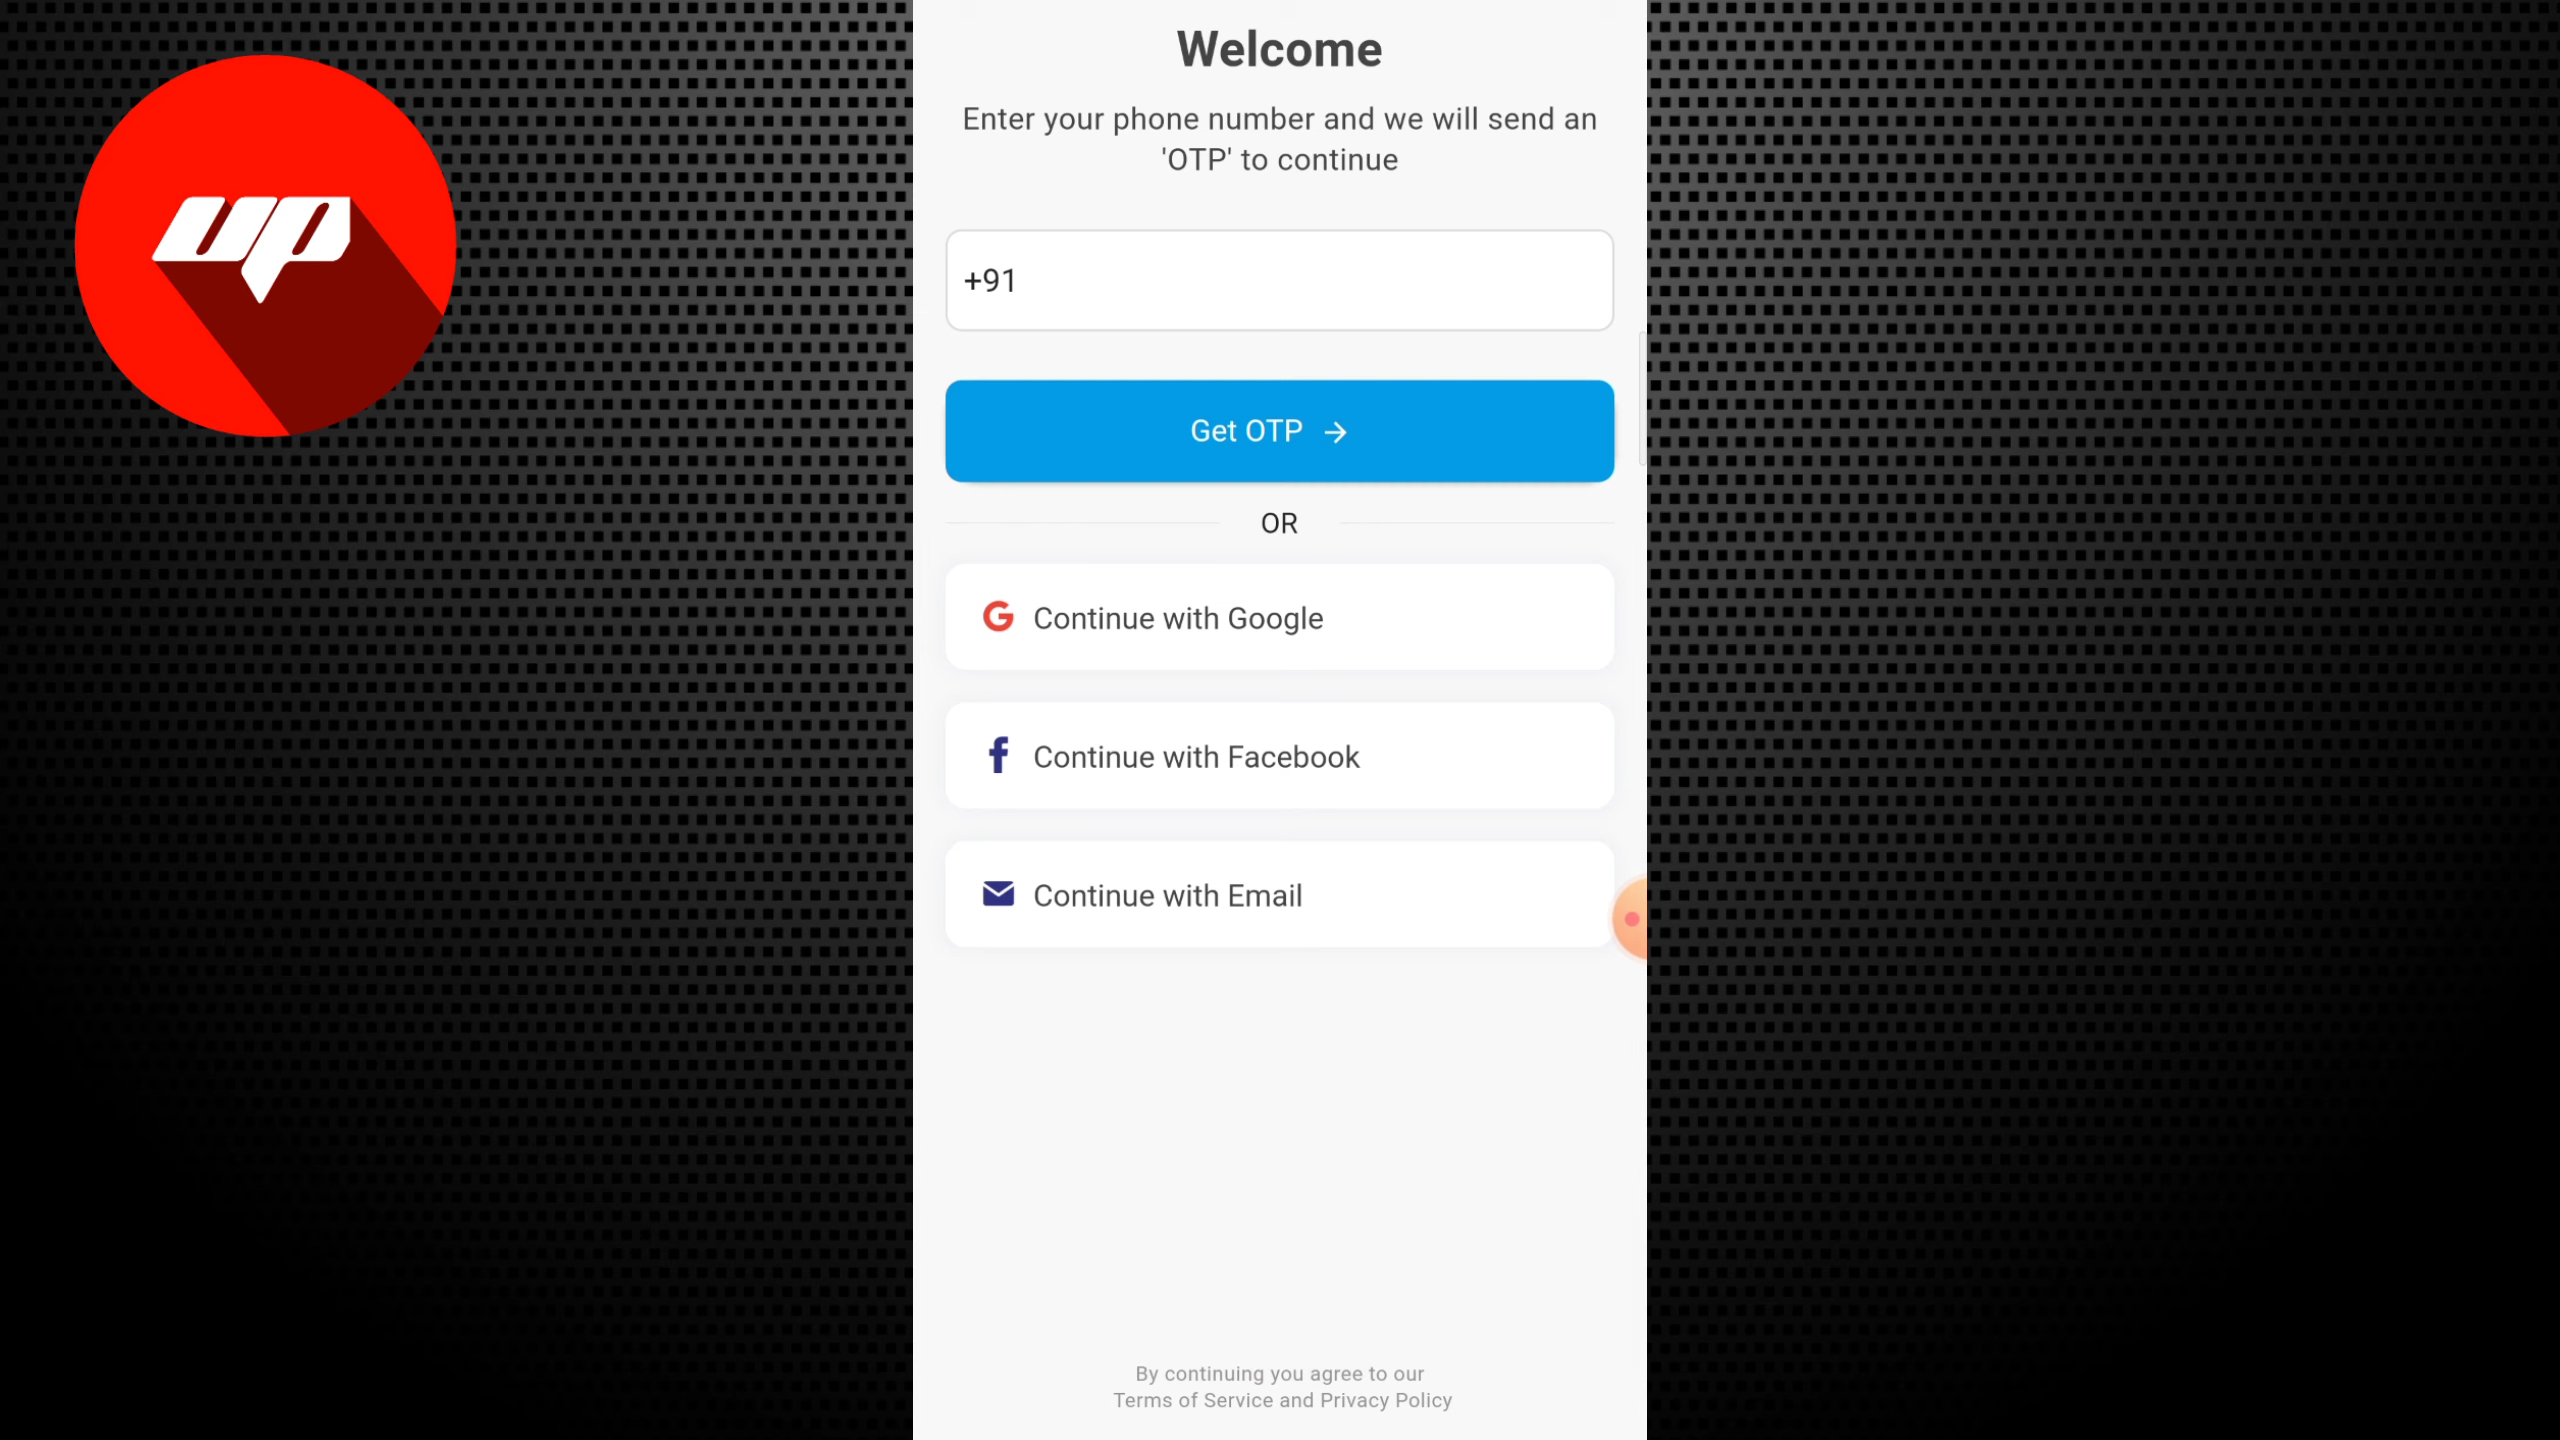 up
Welcome
Enter your phone number and we will send an
'OTP' to continue
+91
Get OTP →
OR
G Continue with Google
f Continue with Facebook
Continue with Email
By continuing you agree to our
Terms of Service and Privacy Policy